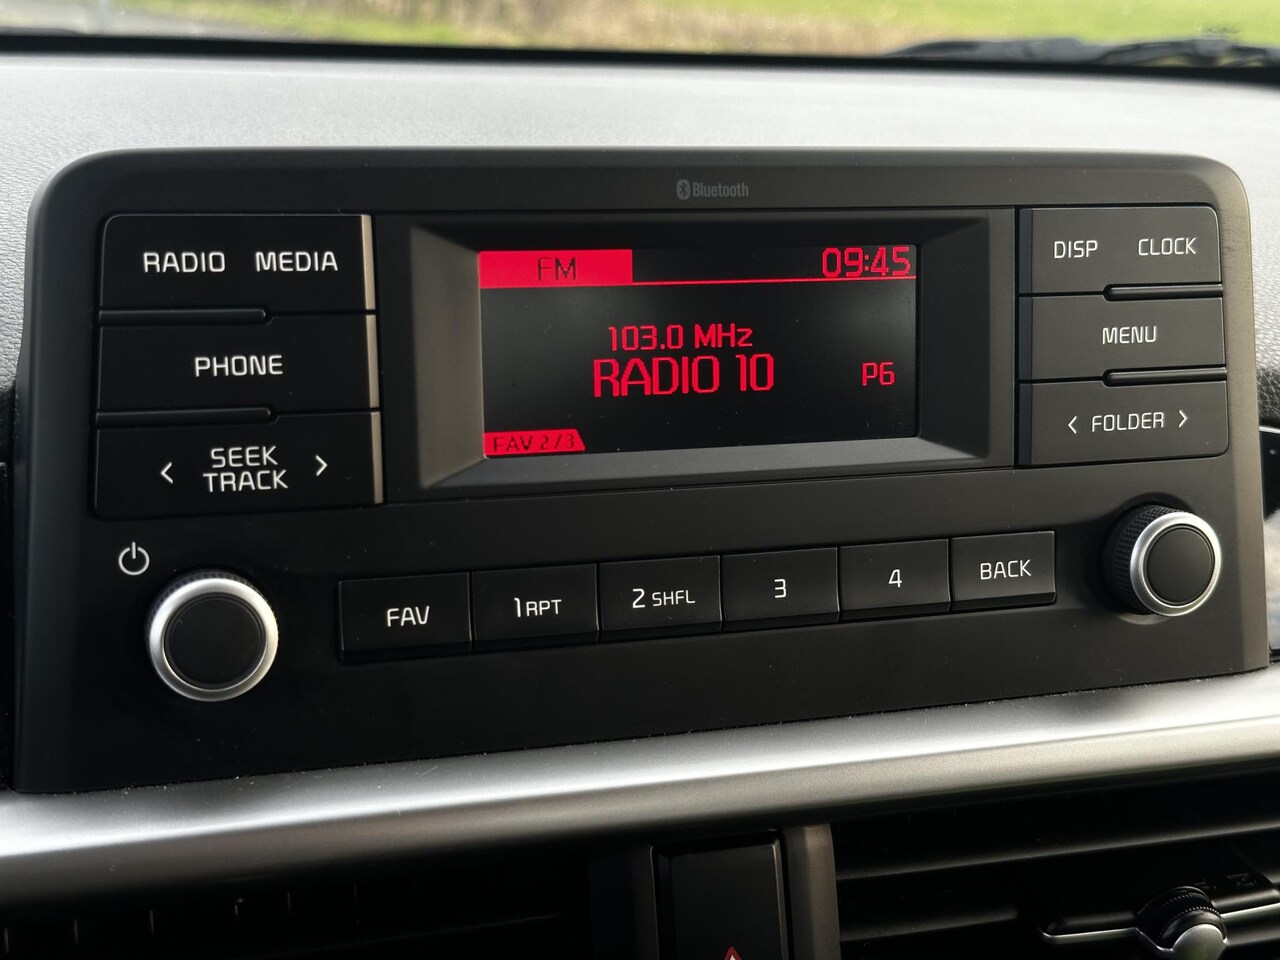 Bluetooth
RADIO MEDIA
PHONE
< SEEK TRACK >
FM 09:45
103.0 MHz
RADIO 10 P6
FAV 2/3
DISP CLOCK
MENU
< FOLDER >
FAV 1 RPT 2 SHFL 3 4 BACK